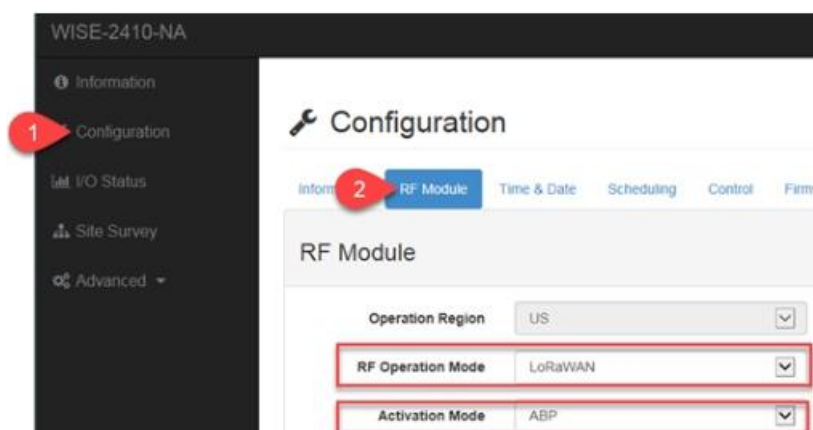 WISE-2410-NA
Information
1 Configuration
I/O Status
Site Survey
Advanced
Configuration
Inform 2 RF Module Time & Date Scheduling Control Firm
RF Module
Operation Region US
RF Operation Mode LoRaWAN
Activation Mode ABP